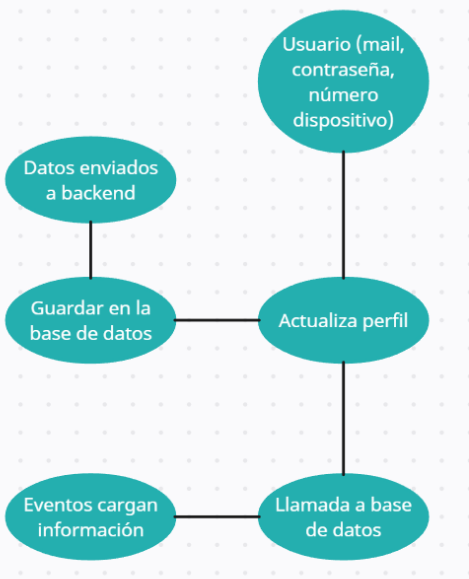 Usuario (mail,
contraseña,
número
dispositivo)
Datos enviados
a backend
Guardar en la
base de datos
Actualiza perfil
Eventos cargan
información
Llamada a base
de datos